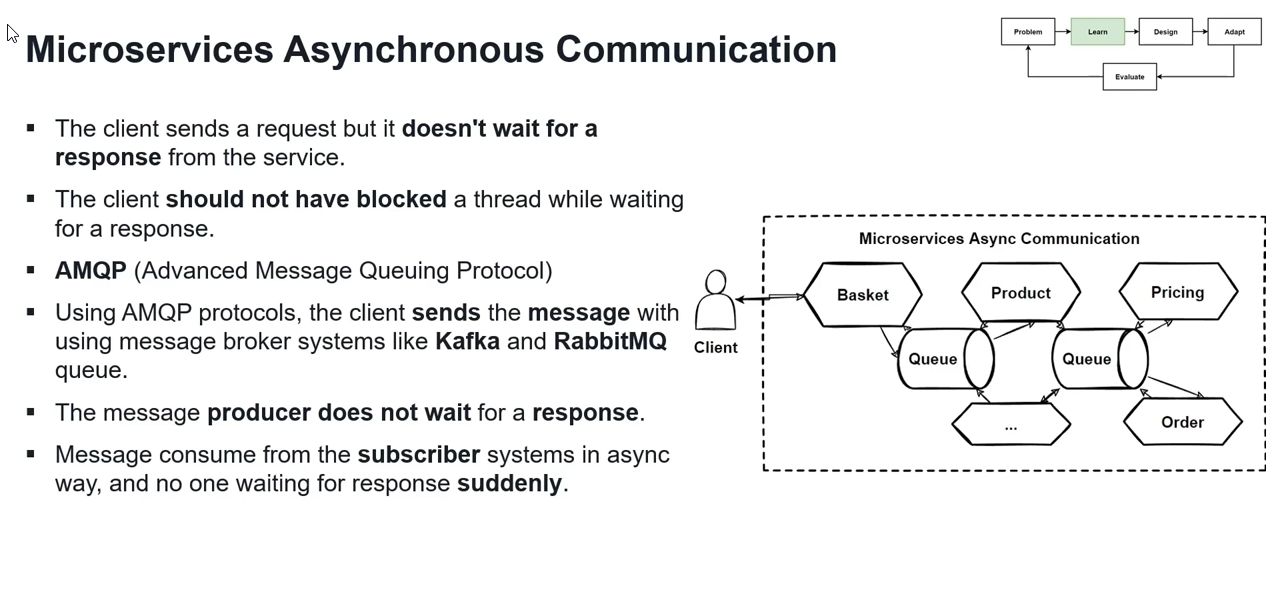 Microservices Asynchronous Communication
Problem
Learn
Design
Adapt
Evaluate
The client sends a request but it doesn't wait for a
response from the service.
The client should not have blocked a thread while waiting
for a response.
AMQP (Advanced Message Queuing Protocol)
Using AMQP protocols, the client sends the message with
using message broker systems like Kafka and RabbitMQ
queue.
The message producer does not wait for a response.
Message consume from the subscriber systems in async
way, and no one waiting for response suddenly.
Microservices Async Communication
Client
Basket
Product
Pricing
Queue
Queue
...
Order